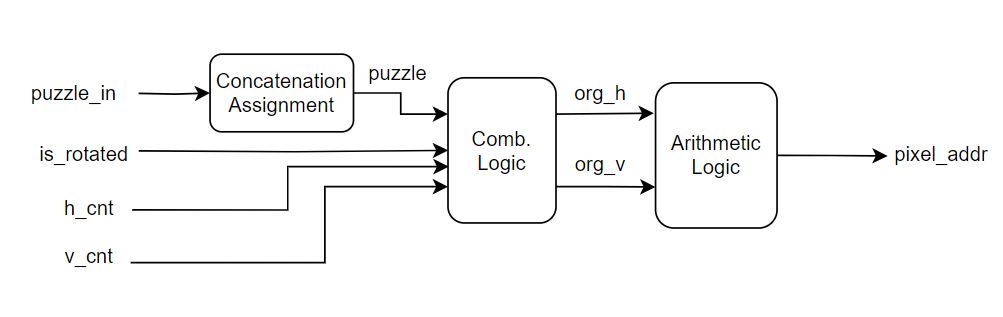 puzzle_in
Concatenation
Assignment
puzzle
is_rotated
h_cnt
v_cnt
Comb.
Logic
org_h
org_v
Arithmetic
Logic
pixel_addr